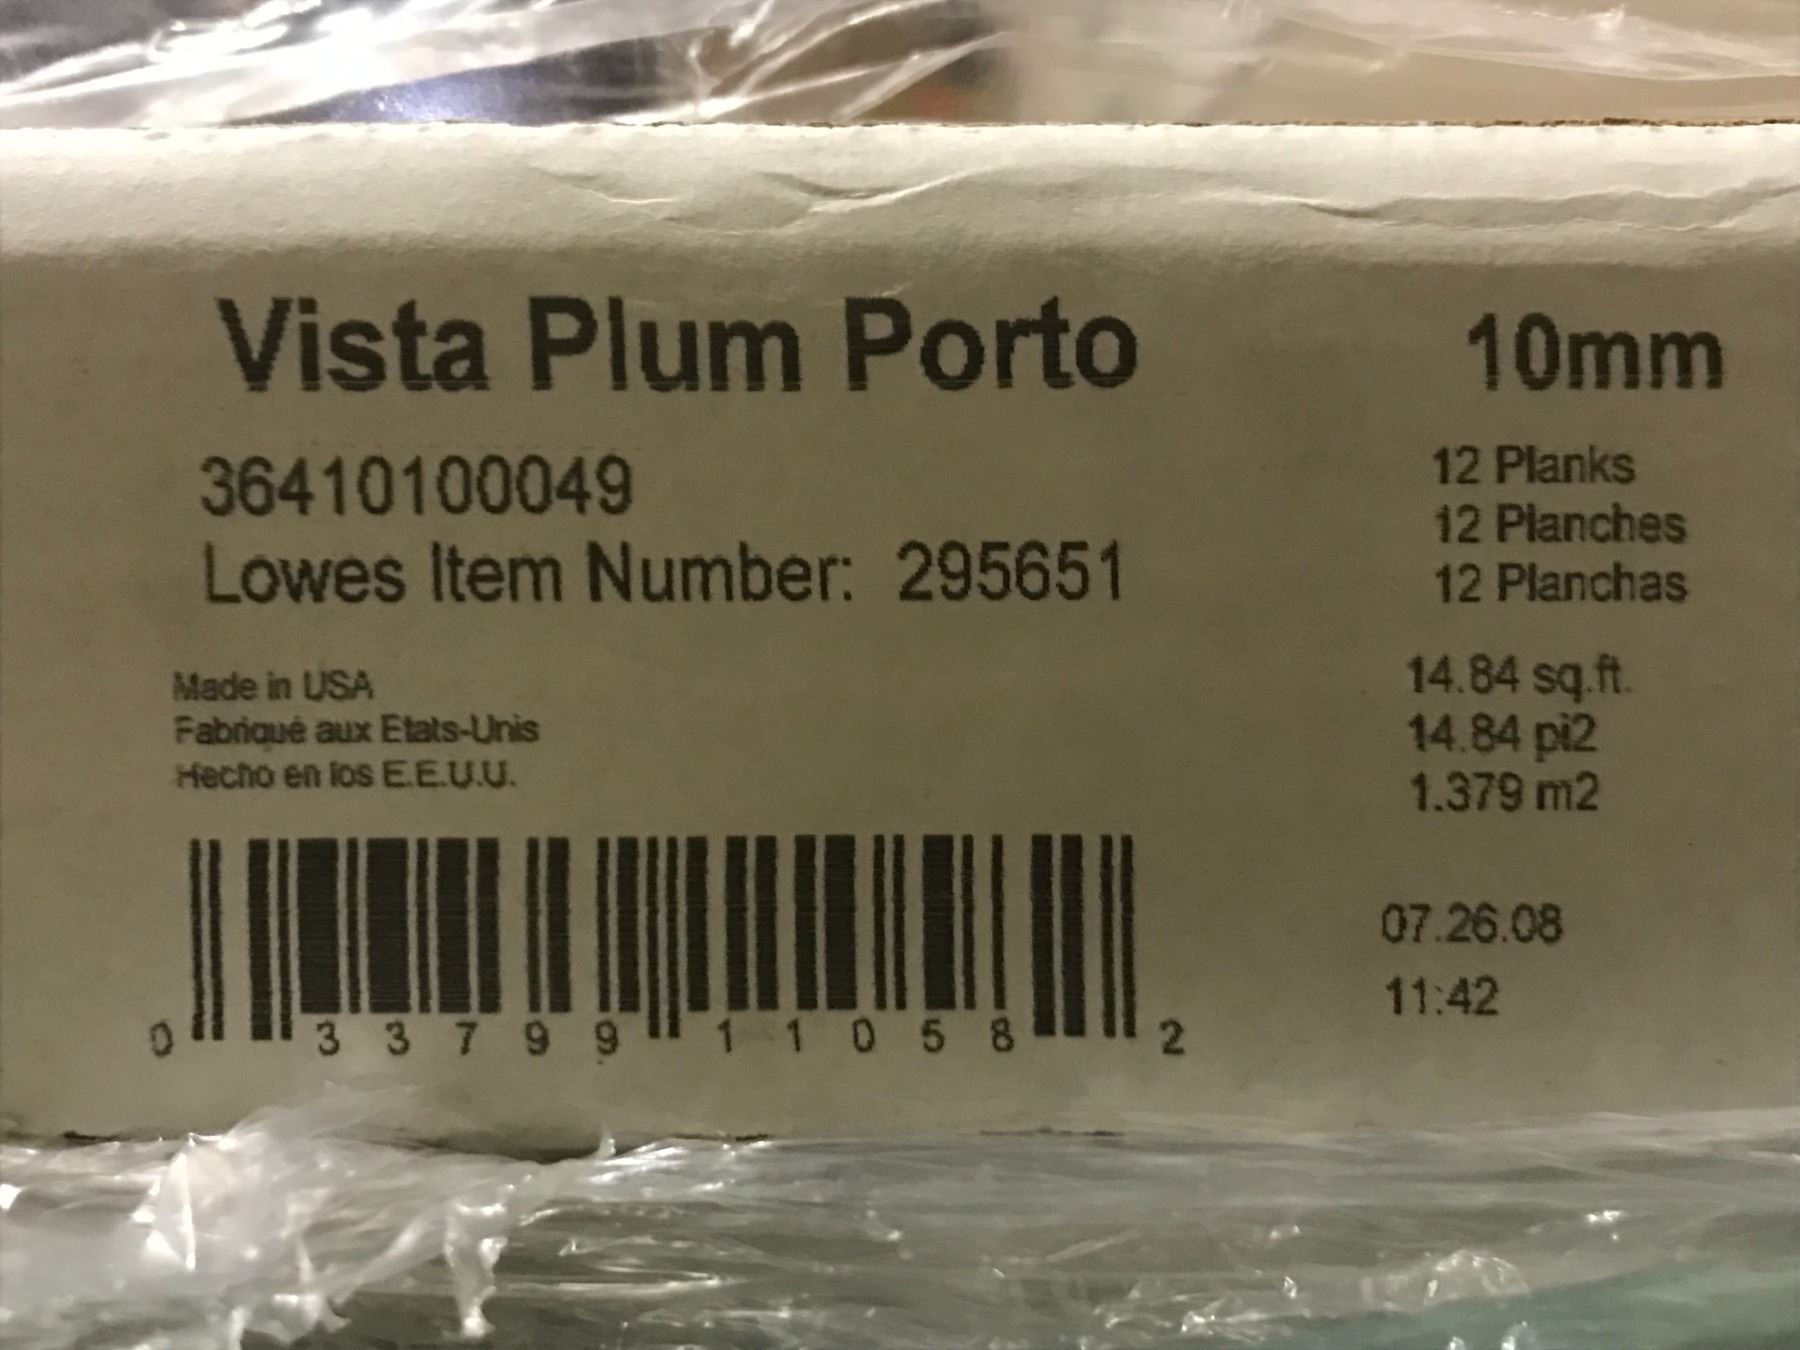 Vista Plum Porto 10mm
36410100049
Lowes Item Number: 295651
12 Planks
12 Planches
12 Planchas
Made in USA
Fabriqué aux Etats-Unis
Hecho en los E.E.U.U.
14.84 sq.ft.
14.84 pi2
1.379 m2
07.26.08
11:42
0 33799 11058 2